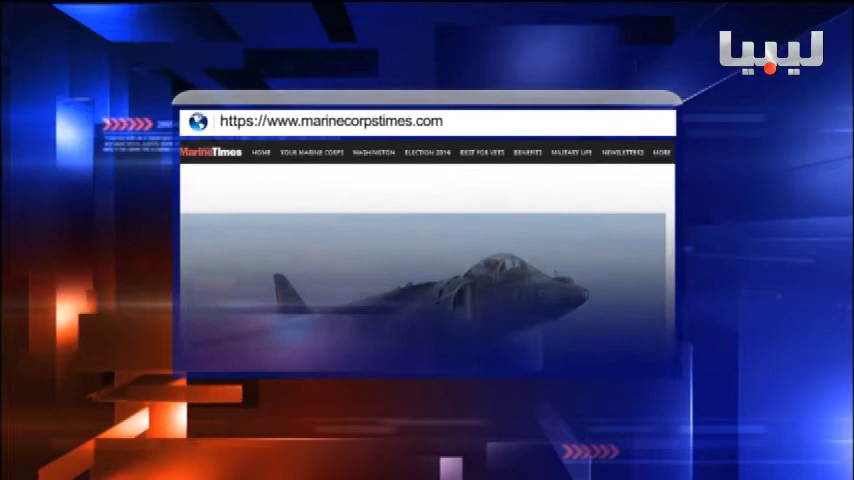 ليبيا
https://www.marinecorpstimes.com
MarineTimes HOME YOUR MARINE CORPS WASHINGTON ELECTION 2014 BEST FOR VETS BENEFITS MILITARY LIFE NEWSLETTERS MORE